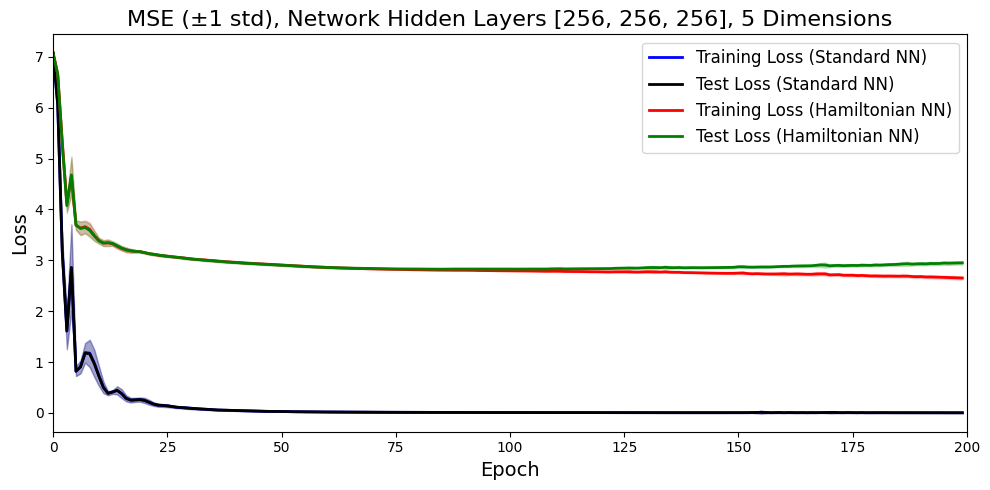 MSE (±1 std), Network Hidden Layers [256, 256, 256], 5 Dimensions
Training Loss (Standard NN)
Test Loss (Standard NN)
Training Loss (Hamiltonian NN)
Test Loss (Hamiltonian NN)
Loss
7
6
5
4
3
2
1
0
0 25 50 75 100 125 150 175 200
Epoch